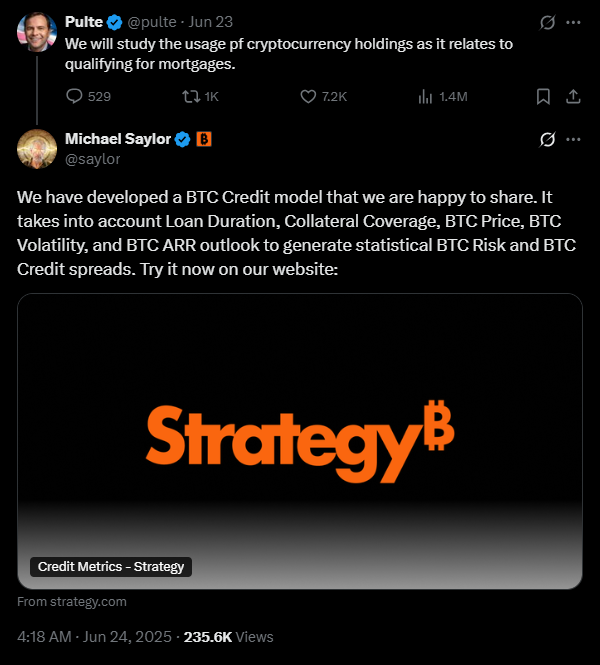 Pulte @pulte · Jun 23
We will study the usage pf cryptocurrency holdings as it relates to
qualifying for mortgages.
529 1K 7.2K 1.4M
Michael Saylor
@saylor
We have developed a BTC Credit model that we are happy to share. It
takes into account Loan Duration, Collateral Coverage, BTC Price, BTC
Volatility, and BTC ARR outlook to generate statistical BTC Risk and BTC
Credit spreads. Try it now on our website:
Strategy₿
Credit Metrics - Strategy
From strategy.com
4:18 AM · Jun 24, 2025 · 235.6K Views